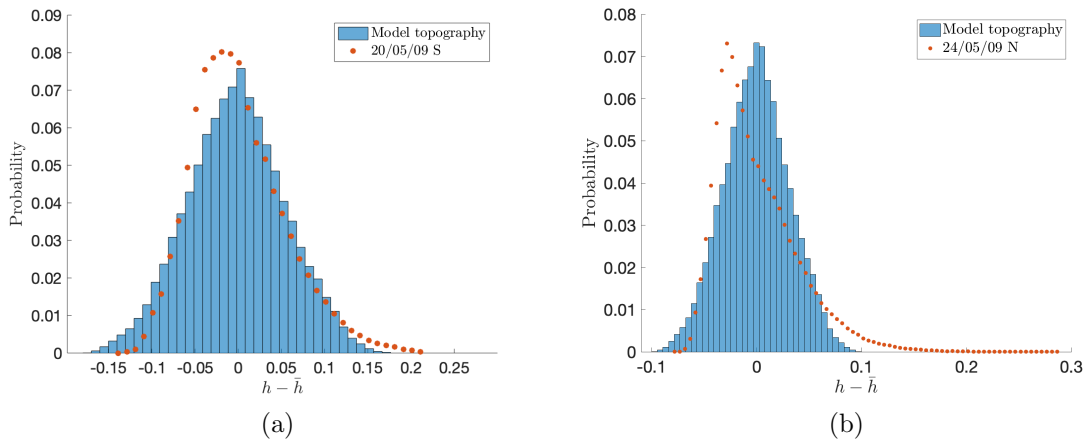 0.09
0.08
0.07
0.06
0.05
0.04
0.03
0.02
0.01
0
Probability
-0.15 -0.1 -0.05 0 0.05 0.1 0.15 0.2 0.25
h − h̄
Model topography
20/05/09 S
(a)
0.08
0.07
0.06
0.05
0.04
0.03
0.02
0.01
0
Probability
-0.1 0 0.1 0.2 0.3
h − h̄
Model topography
24/05/09 N
(b)